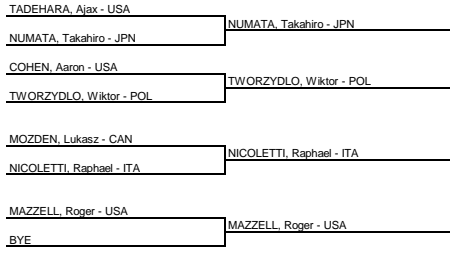 TADEHARA, Ajax - USA
NUMATA, Takahiro - JPN
NUMATA, Takahiro - JPN
COHEN, Aaron - USA
TWORZYDLO, Wiktor - POL
TWORZYDLO, Wiktor - POL
MOZDEN, Lukasz - CAN
NICOLETTI, Raphael - ITA
NICOLETTI, Raphael - ITA
MAZZELL, Roger - USA
MAZZELL, Roger - USA
BYE